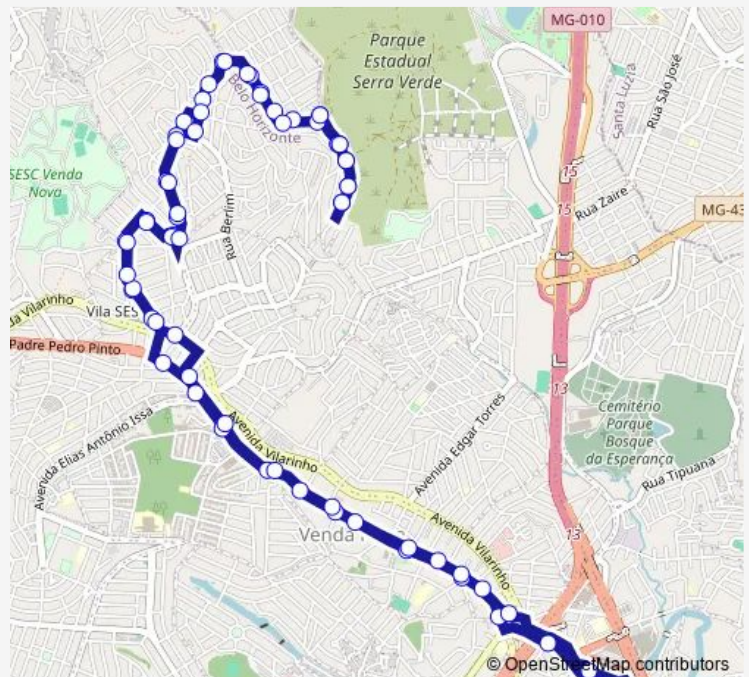 MG-010
Parque
Estadual
Serra Verde
Santa Luzia
Rua São José
Belo Horizonte
SESC Venda
Nova
15
15
Rua Zaire
MG-43
Rua Berlim
da Vilarinho
Vila SES
Padre Pedro Pinto
13
Avenida Elias Antônio Issa
Avenida Vilarinho
Avenida Edgar Torres
Cemitério
Parque
Bosque
da Esperança
Rua Tipuana
Avenida Vilarinho
Venda
13
© OpenStreetMap contributors